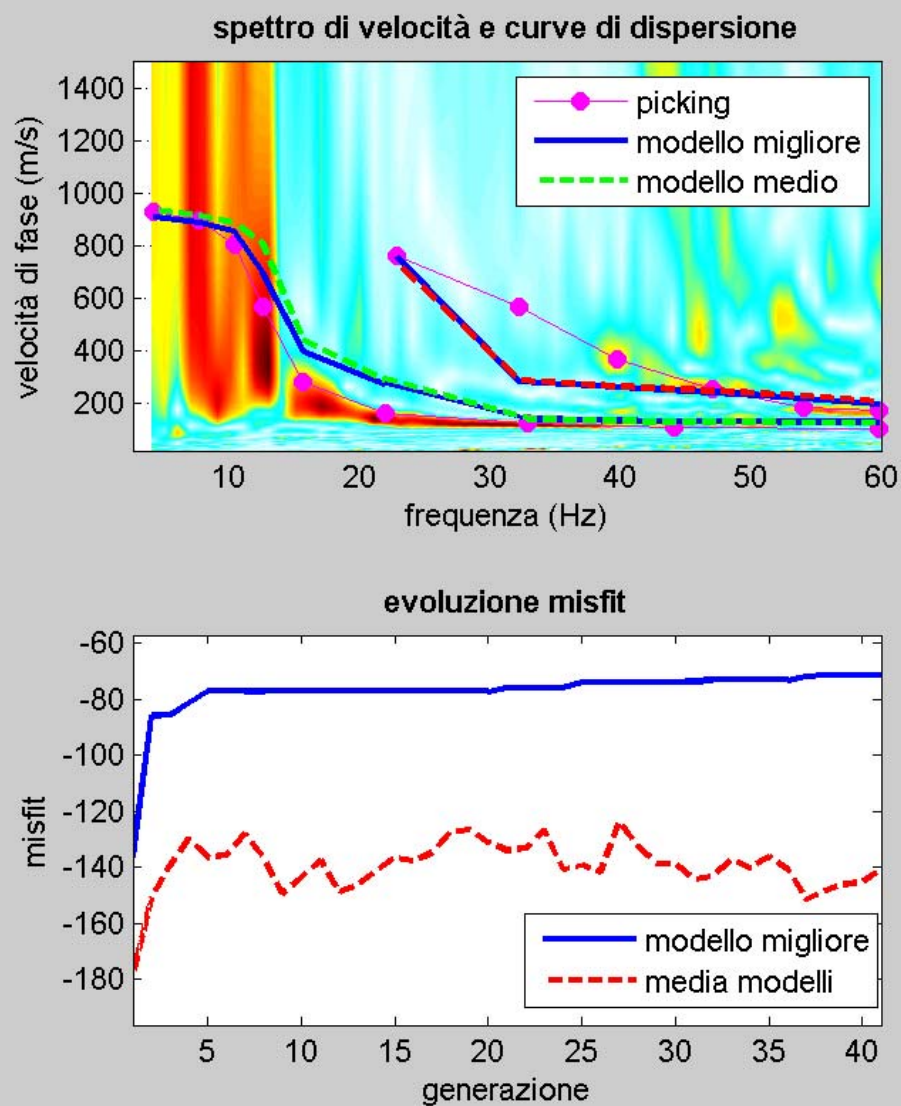 spettro di velocità e curve di dispersione
1400
1200
1000
800
600
400
200
velocità di fase (m/s)
picking
modello migliore
modello medio
10
20
30
40
50
60
frequenza (Hz)
evoluzione misfit
-60
-80
-100
-120
-140
-160
-180
misfit
modello migliore
media modelli
5
10
15
20
25
30
35
40
generazione